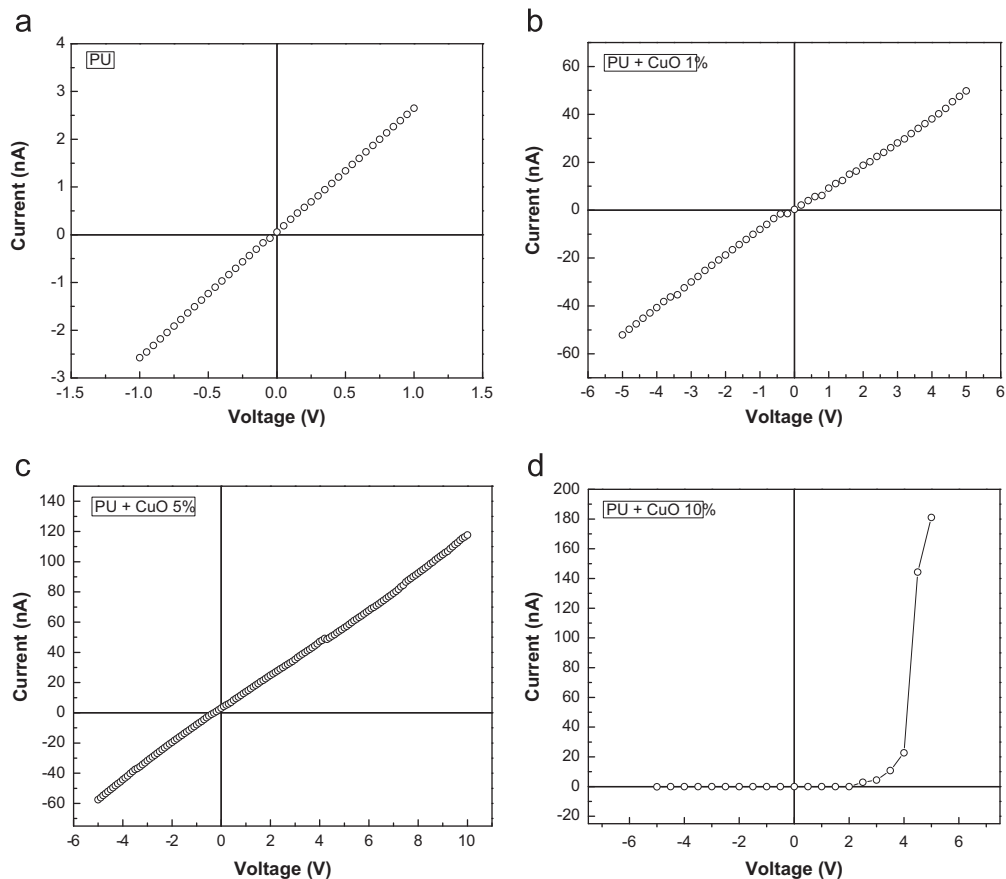 a
PU
4
3
2
1
0
-1
-2
-3
-1.5 -1.0 -0.5 0.0 0.5 1.0 1.5
Current (nA)
Voltage (V)
b
PU + CuO 1%
60
40
20
0
-20
-40
-60
-6 -5 -4 -3 -2 -1 0 1 2 3 4 5 6
Current (nA)
Voltage (V)
c
PU + CuO 5%
140
120
100
80
60
40
20
0
-20
-40
-60
-6 -4 -2 0 2 4 6 8 10
Current (nA)
Voltage (V)
d
PU + CuO 10%
200
180
160
140
120
100
80
60
40
20
0
-20
-6 -4 -2 0 2 4 6
Current (nA)
Voltage (V)